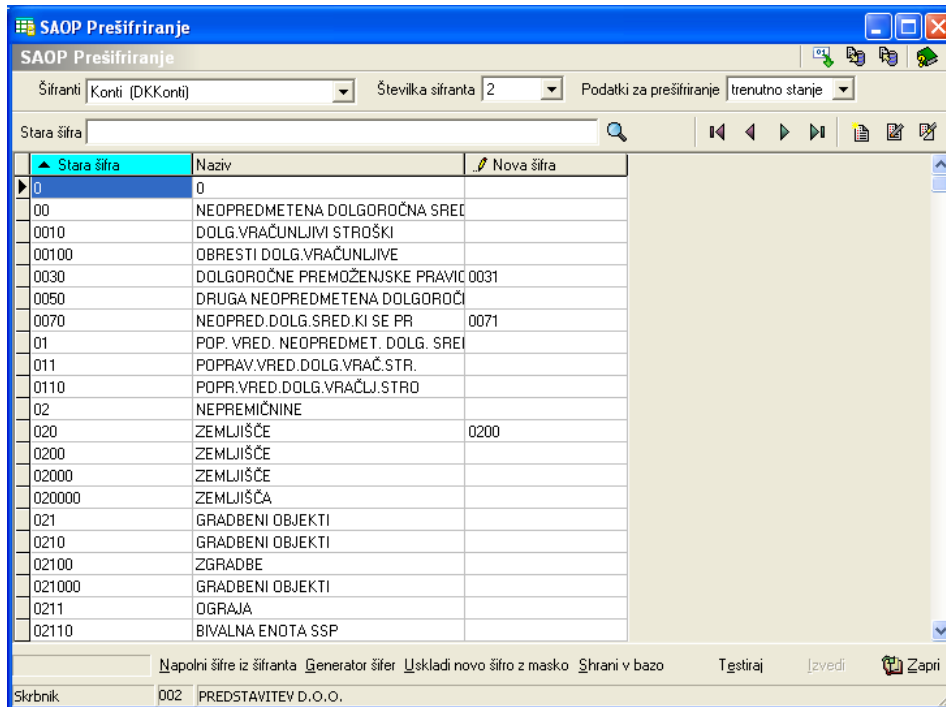 SAOP Prešifriranje
SAOP Prešifriranje
Šifranti Konti (DKKonti) Številka sifranta 2 Podatki za prešifriranje trenutno stanje
Stara šifra
Stara šifra Naziv Nova šifra
0 0
00 NEOPREDMETENA DOLGOROČNA SRED
0010 DOLG.VRAČUNLJIVI STROŠKI
00100 OBRESTI DOLG.VRAČUNLJIVE
0030 DOLGOROČNE PREMOŽENJSKE PRAVIC 0031
0050 DRUGA NEOPREDMETENA DOLGOROČI
0070 NEOPRED.DOLG.SRED.KI SE PR 0071
01 POP. VRED. NEOPREDMET. DOLG. SREI
011 POPRAV.VRED.DOLG.VRAČ.STR.
0110 POPR.VRED.DOLG.VRAČLJ.STRO
02 NEPREMIČNINE
020 ZEMLJIŠČE 0200
0200 ZEMLJIŠČE
02000 ZEMLJIŠČE
020000 ZEMLJIŠČA
021 GRADBENI OBJEKTI
0210 GRADBENI OBJEKTI
02100 ZGRADBE
021000 GRADBENI OBJEKTI
0211 OGRAJA
02110 BIVALNA ENOTA SSP
Napolni šifre iz šifranta Generator šifer Uskladi novo šifro z masko Shrani v bazo Testiraj Izvedi Zapri
Skrbnik 002 PREDSTAVITEV D.O.O.